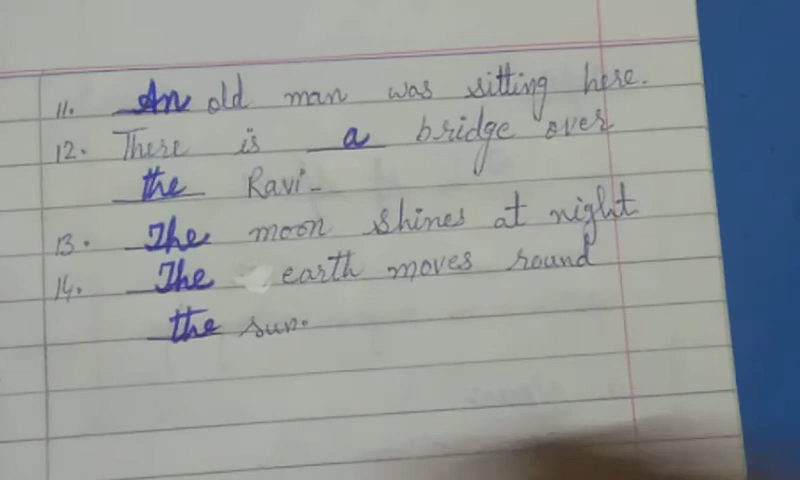 11. An old man was sitting here.
12. There is a bridge over
the Ravi.
13. The moon shines at night
14. The earth moves round
the sun.